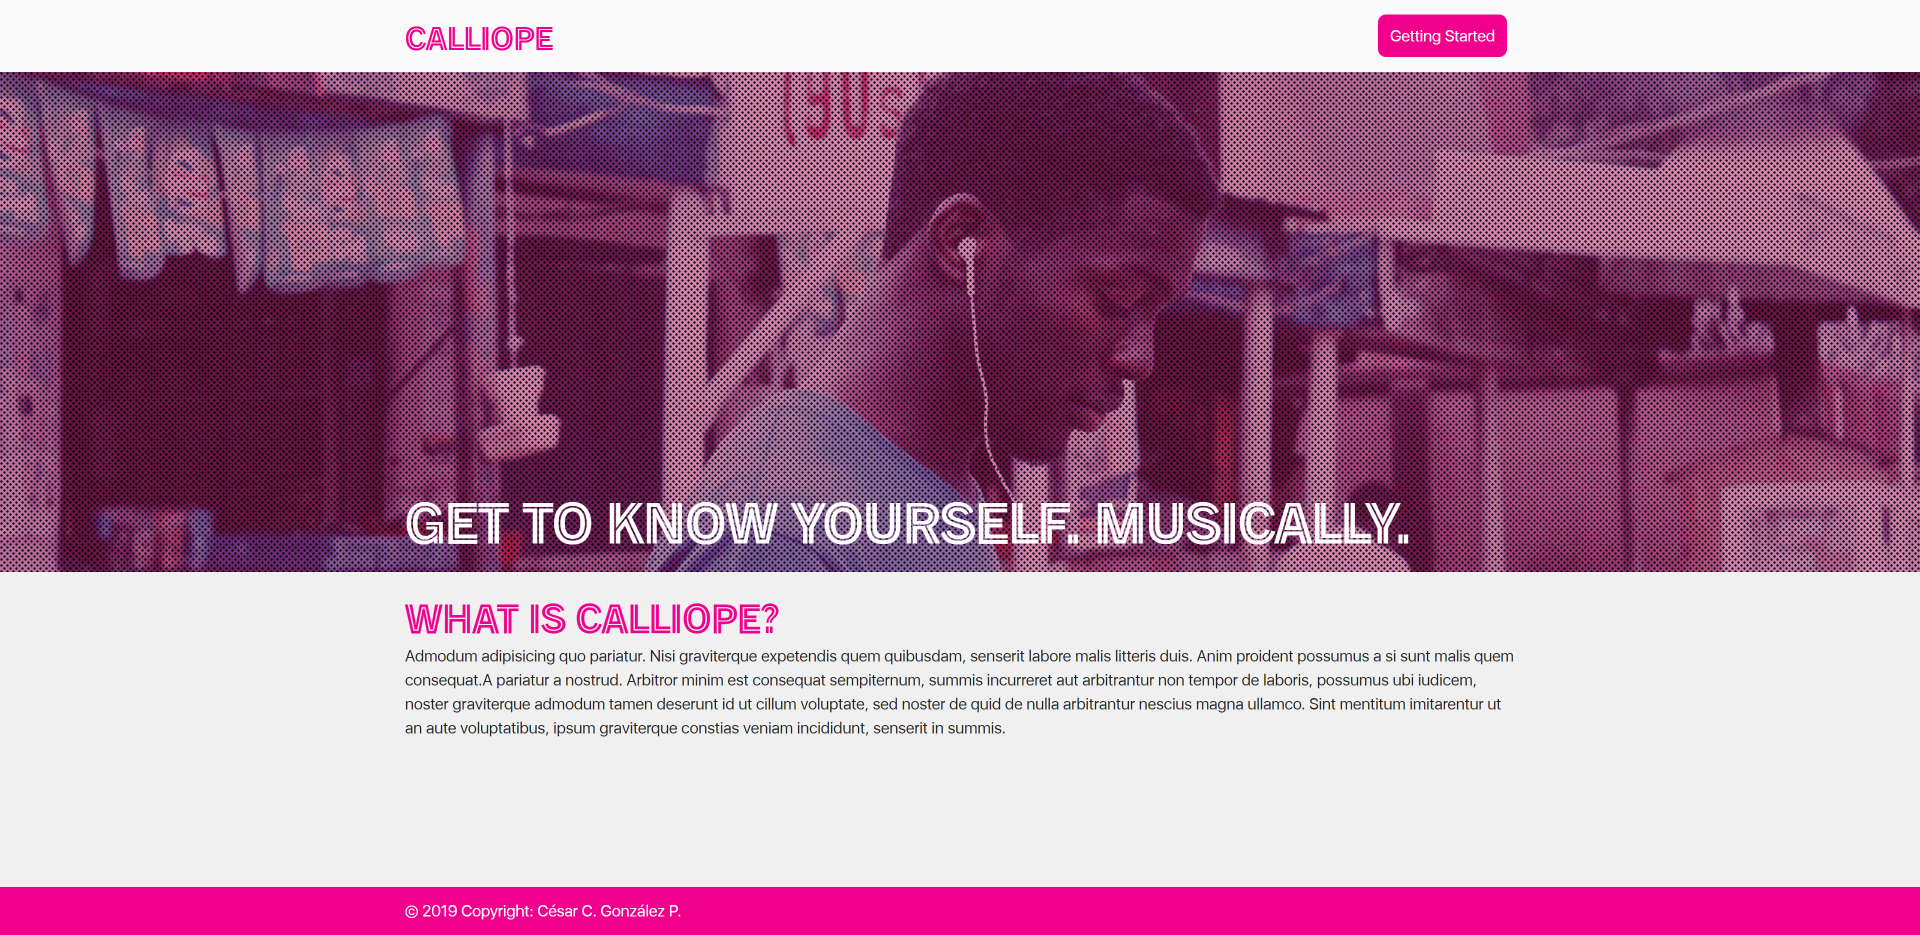 CALLIOPE
Getting Started
GET TO KNOW YOURSELF. MUSICALLY.
WHAT IS CALLIOPE?
Admodum adipisicing quo pariatur. Nisi graviterque expetendis quem quibusdam, senserit labore malis litteris duis. Anim proident possumus a si sunt malis quem
consequat.A pariatur a nostrud. Arbitror minim est consequat sempiternum, summis incurreret aut arbitrantur non tempor de laboris, possumus ubi iudicem,
noster graviterque admodum tamen deserunt id ut cillum voluptate, sed noster de quid de nulla arbitrantur nescius magna ullamco. Sint mentitum imitarentur ut
an aute voluptatibus, ipsum graviterque constias veniam incididunt, senserit in summis.
© 2019 Copyright: César C. González P.